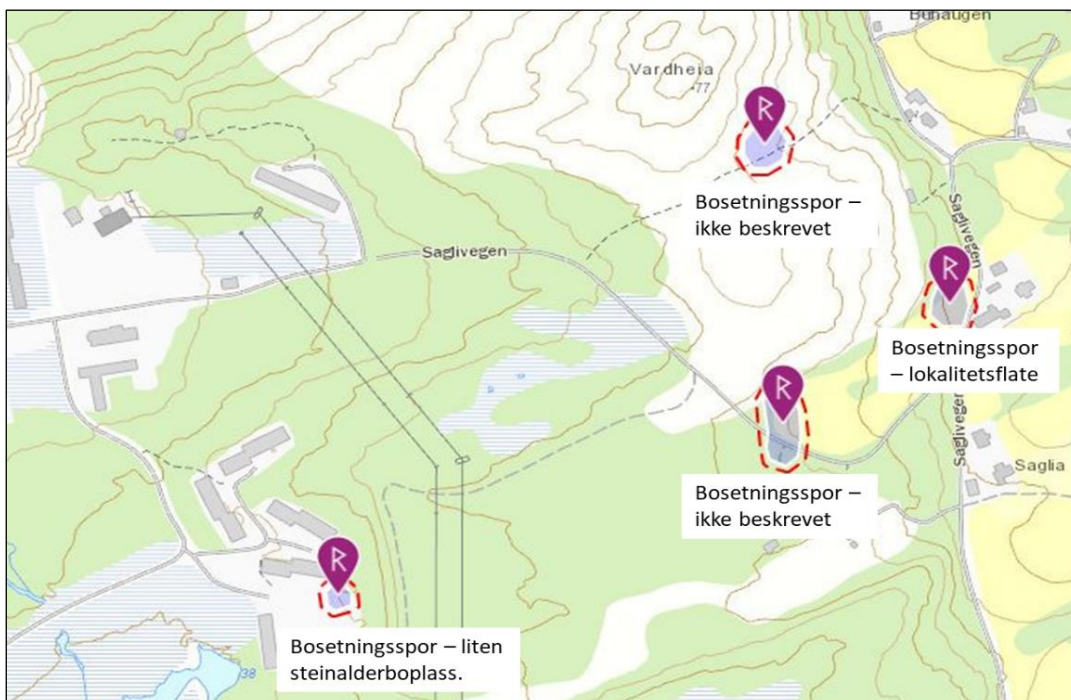 Buhaugen
Vardheia
77
Bosetningsspor –
ikke beskrevet
Saglivegen
Saglivegen
Bosetningsspor
– lokalitetsflate
Saglivegen
Saglia
Bosetningsspor –
ikke beskrevet
Bosetningsspor – liten
steinalderboplass.
38